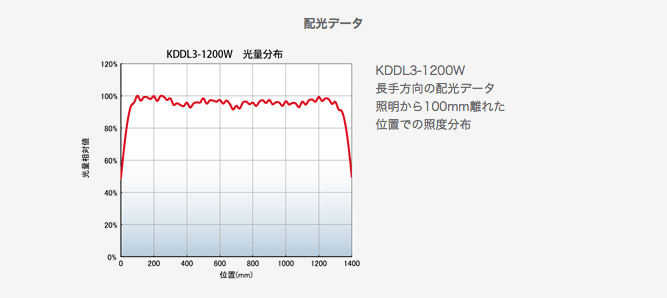 配光データ
KDDL3-1200W 光量分布
120%
100%
80%
60%
40%
20%
0%
光量相対値
0 200 400 600 800 1000 1200 1400
位置(mm)
KDDL3-1200W
長手方向の配光データ
照明から100mm離れた
位置での照度分布